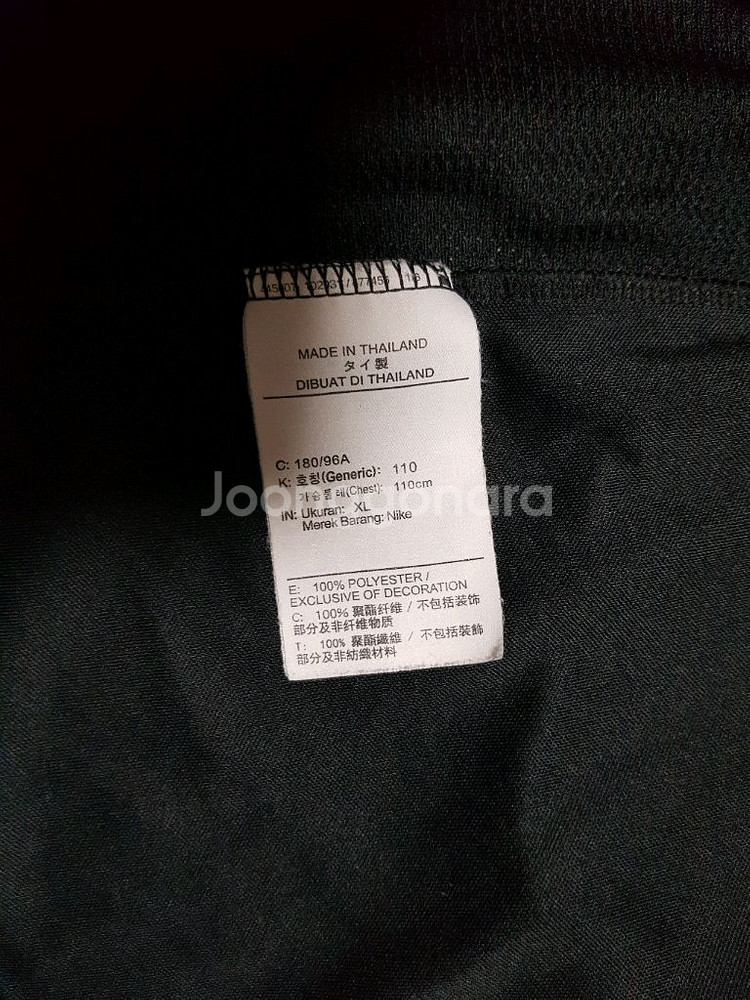 MADE IN THAILAND
タイ製
DIBUAT DI THAILAND
C: 180/96A
K: 호칭(Generic): 110
가슴둘레(Chest): 110cm
IN: Ukuran: XL
Merek Barang: Nike
Joonggonara
E: 100% POLYESTER /
EXCLUSIVE OF DECORATION
C: 100% 聚酯纤维 / 不包括装饰
部分及非纤维物质
T: 100% 聚酯纖維 / 不包括裝飾
部分及非紡織材料